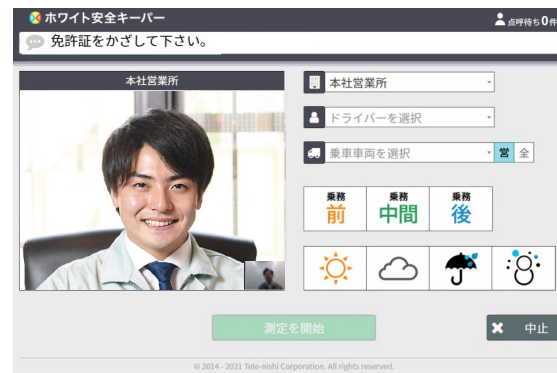 ホワイト安全キーパー
点呼待ち0件
免許証をかざして下さい。
本社営業所
本社営業所
ドライバーを選択
乗車車両を選択
営 全
乗務 乗務 乗務
前 中間 後
測定を開始
中止
© 2014 - 2021 Tele-nishi Corporation. All rights reserved.